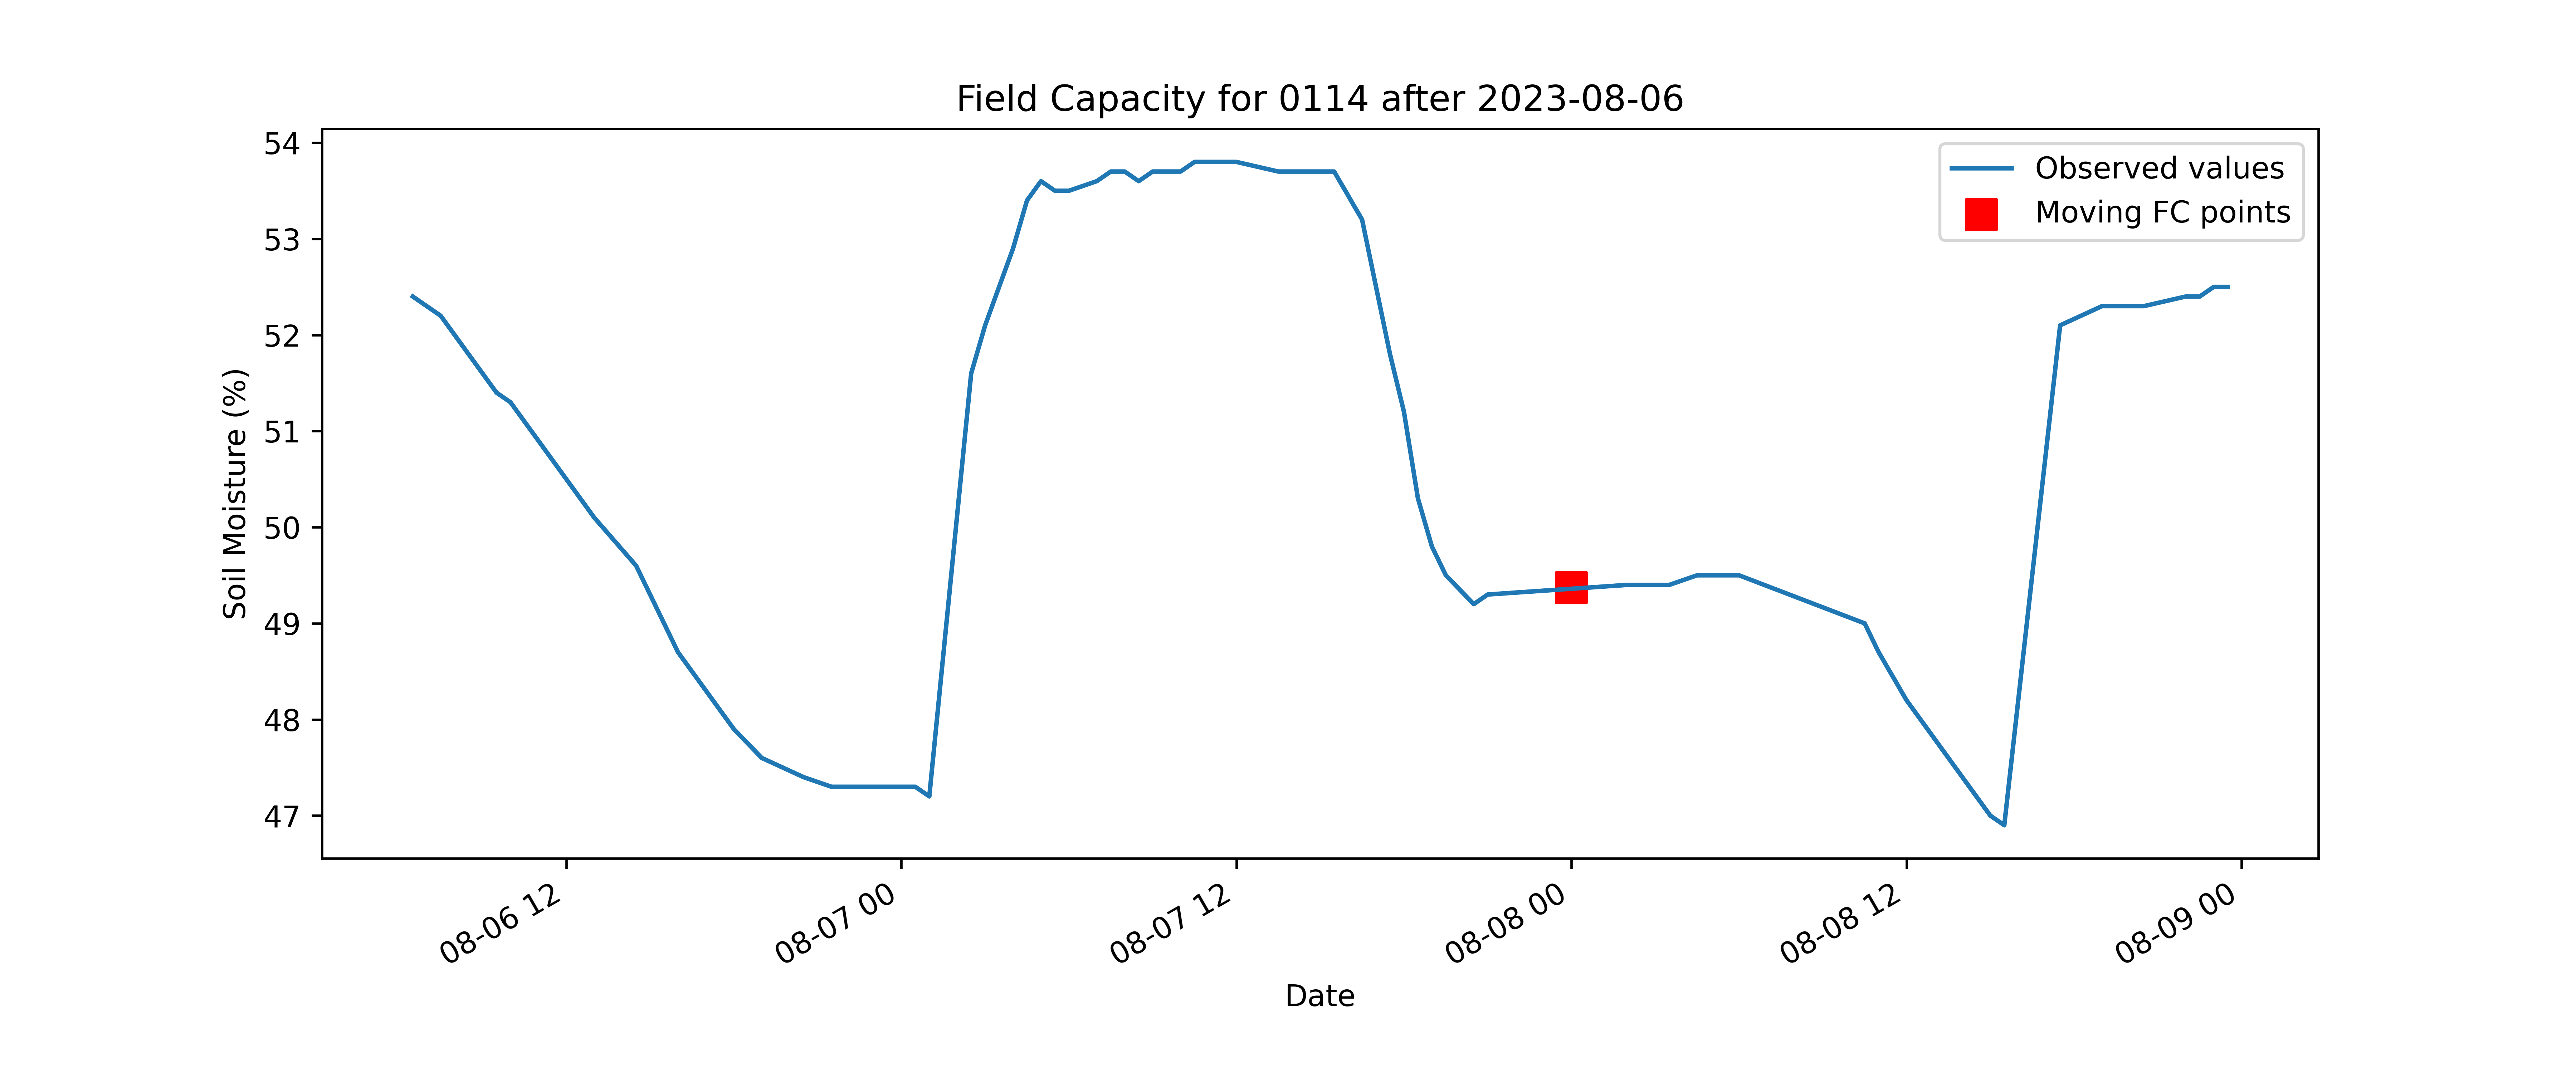 Field Capacity for 0114 after 2023-08-06
Observed values
Moving FC points
Soil Moisture (%)
54
53
52
51
50
49
48
47
08-06 12
08-07 00
08-07 12
08-08 00
08-08 12
08-09 00
Date